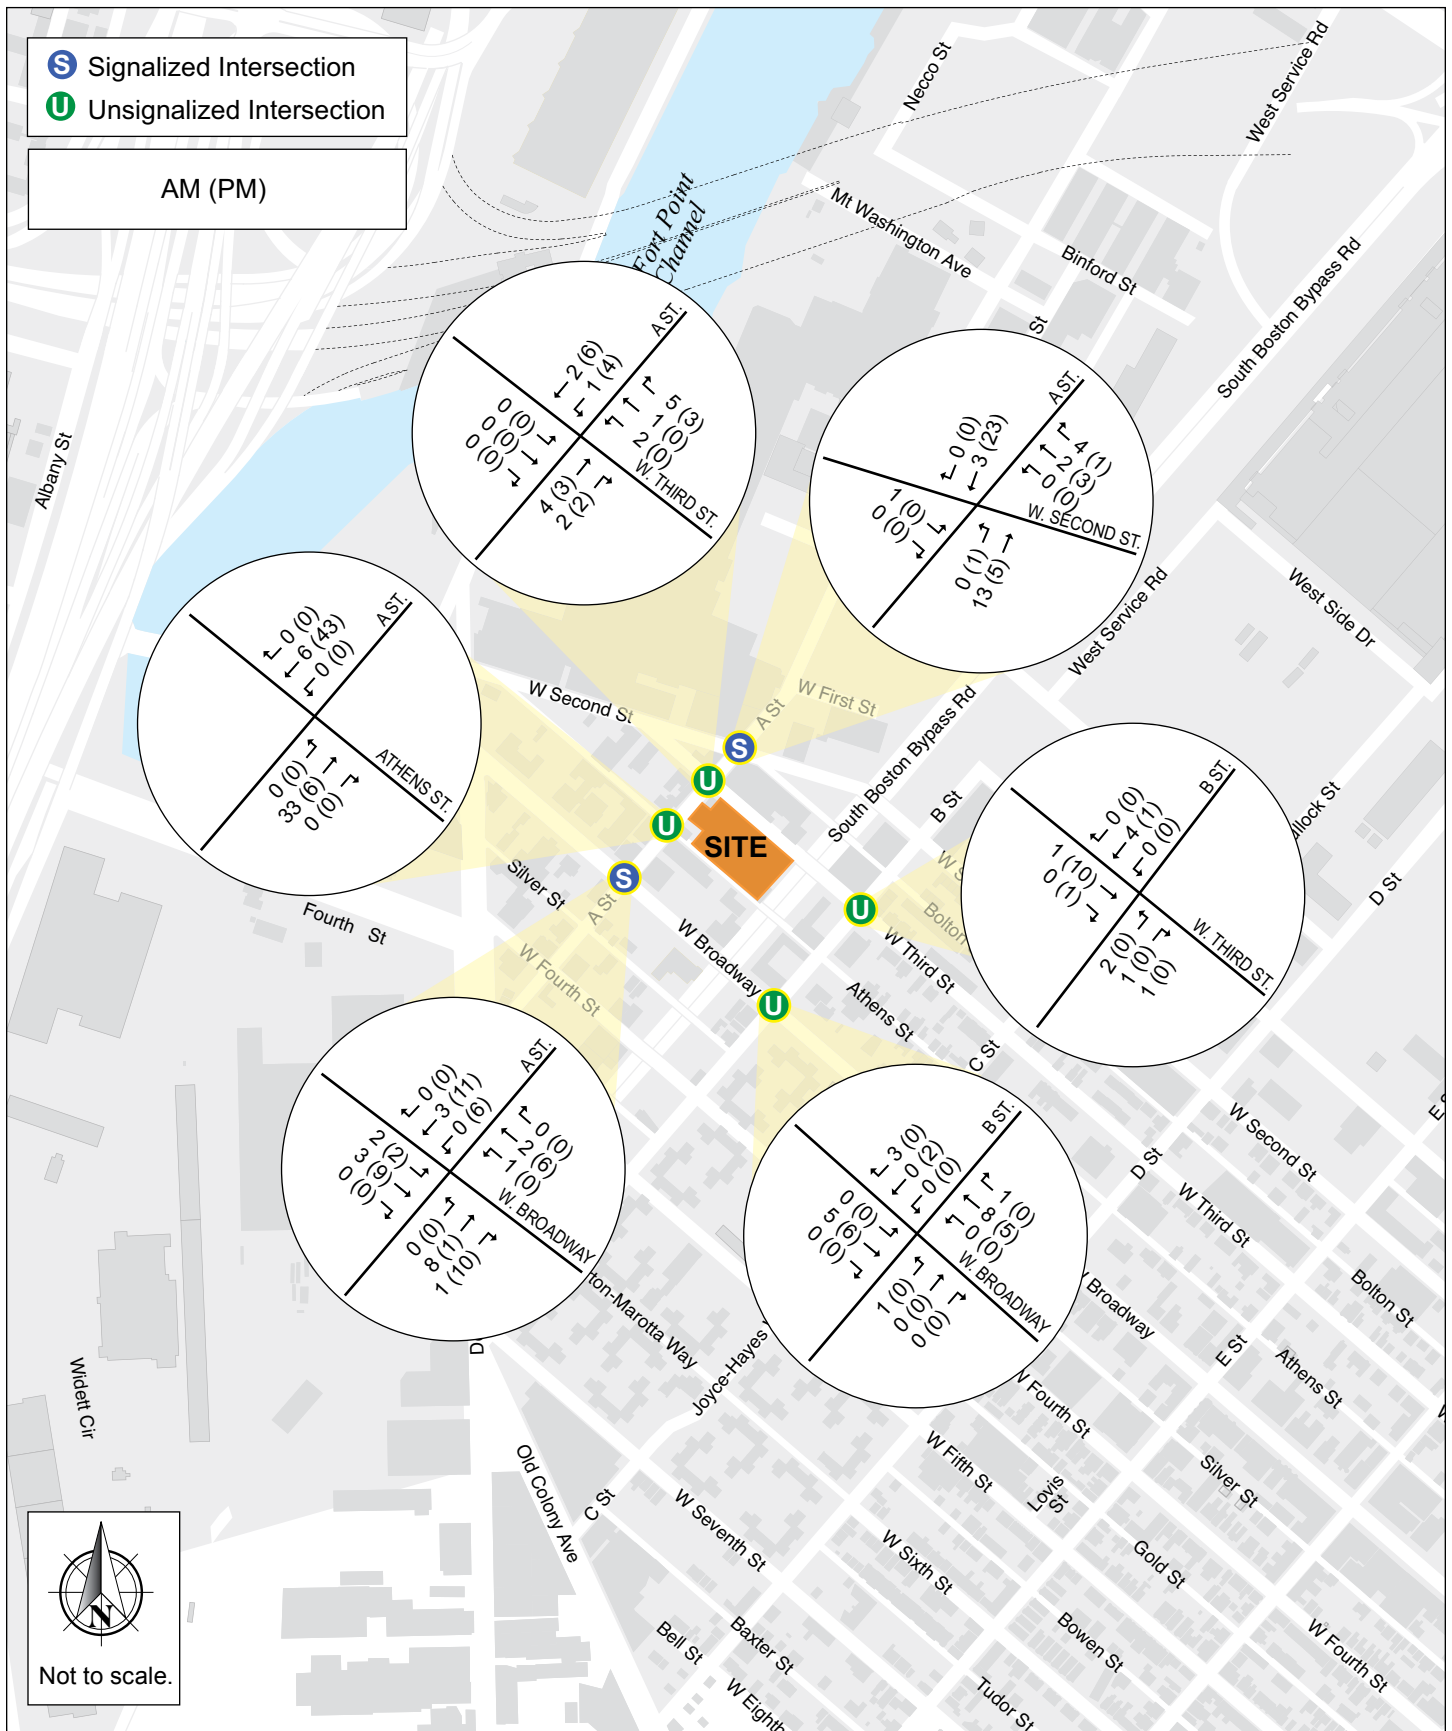 S Signalized Intersection
U Unsignalized Intersection
AM (PM)
Necco St
West Service Rd
Fort Point
Channel
Mt Washington Ave
Binford St
South Boston Bypass Rd
St
Albany St
A ST.
2 (6)
1 (4)
5 (3)
1 (0)
2 (0)
0 (0)
0 (0)
0 (0)
4 (3)
2 (2)
W. THIRD ST.
A ST.
0 (0)
3 (23)
4 (1)
2 (3)
0 (0)
1 (0)
0 (0)
0 (1)
13 (5)
W. SECOND ST.
A ST.
0 (0)
6 (43)
0 (0)
0 (0)
33 (6)
0 (0)
ATHENS ST.
West Side Dr
West Service Rd
W Second St
W First St
A St
South Boston Bypass Rd
S
U
U
S
U
U
SITE
B St
Bolton
Silver St
A St
Fourth St
W Fourth St
W Broadway
W Third St
Athens St
B ST.
0 (0)
4 (1)
0 (0)
1 (10)
0 (1)
2 (0)
1 (0)
1 (0)
W. THIRD ST.
D St
C St
A ST.
0 (0)
3 (11)
0 (6)
0 (0)
2 (6)
1 (0)
2 (2)
3 (9)
0 (0)
0 (0)
8 (1)
1 (10)
W. BROADWAY
B ST.
3 (0)
0 (2)
0 (0)
1 (0)
8 (5)
0 (0)
0 (0)
5 (6)
0 (0)
1 (0)
0 (0)
0 (0)
W. BROADWAY
W Second St
D St
W Third St
Bolton St
Broadway
E St
Athens St
ton-Marotta Way
Joyce-Hayes
Widett Cir
Old Colony Ave
C St
W Seventh St
W Fourth St
W Fifth St
Lovis
St
Silver St
W Sixth St
Gold St
Bell St
Baxter St
Bowen St
W Fourth St
W Eighth
Tudor St
N
Not to scale.